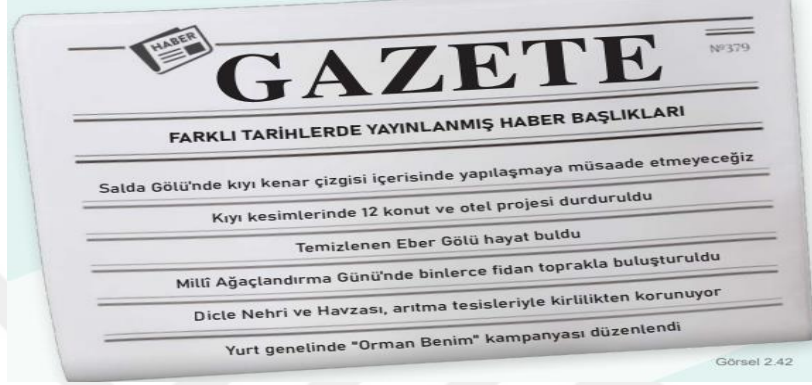 HABER
GAZETE
Nº379
FARKLI TARİHLERDE YAYINLANMIŞ HABER BAŞLIKLARI
Salda Gölü'nde kıyı kenar çizgisi içerisinde yapılaşmaya müsaade etmeyeceğiz
Kıyı kesimlerinde 12 konut ve otel projesi durduruldu
Temizlenen Eber Gölü hayat buldu
Millî Ağaçlandırma Günü'nde binlerce fidan toprakla buluşturuldu
Dicle Nehri ve Havzası, arıtma tesisleriyle kirlilikten korunuyor
Yurt genelinde "Orman Benim" kampanyası düzenlendi
Görsel 2.42